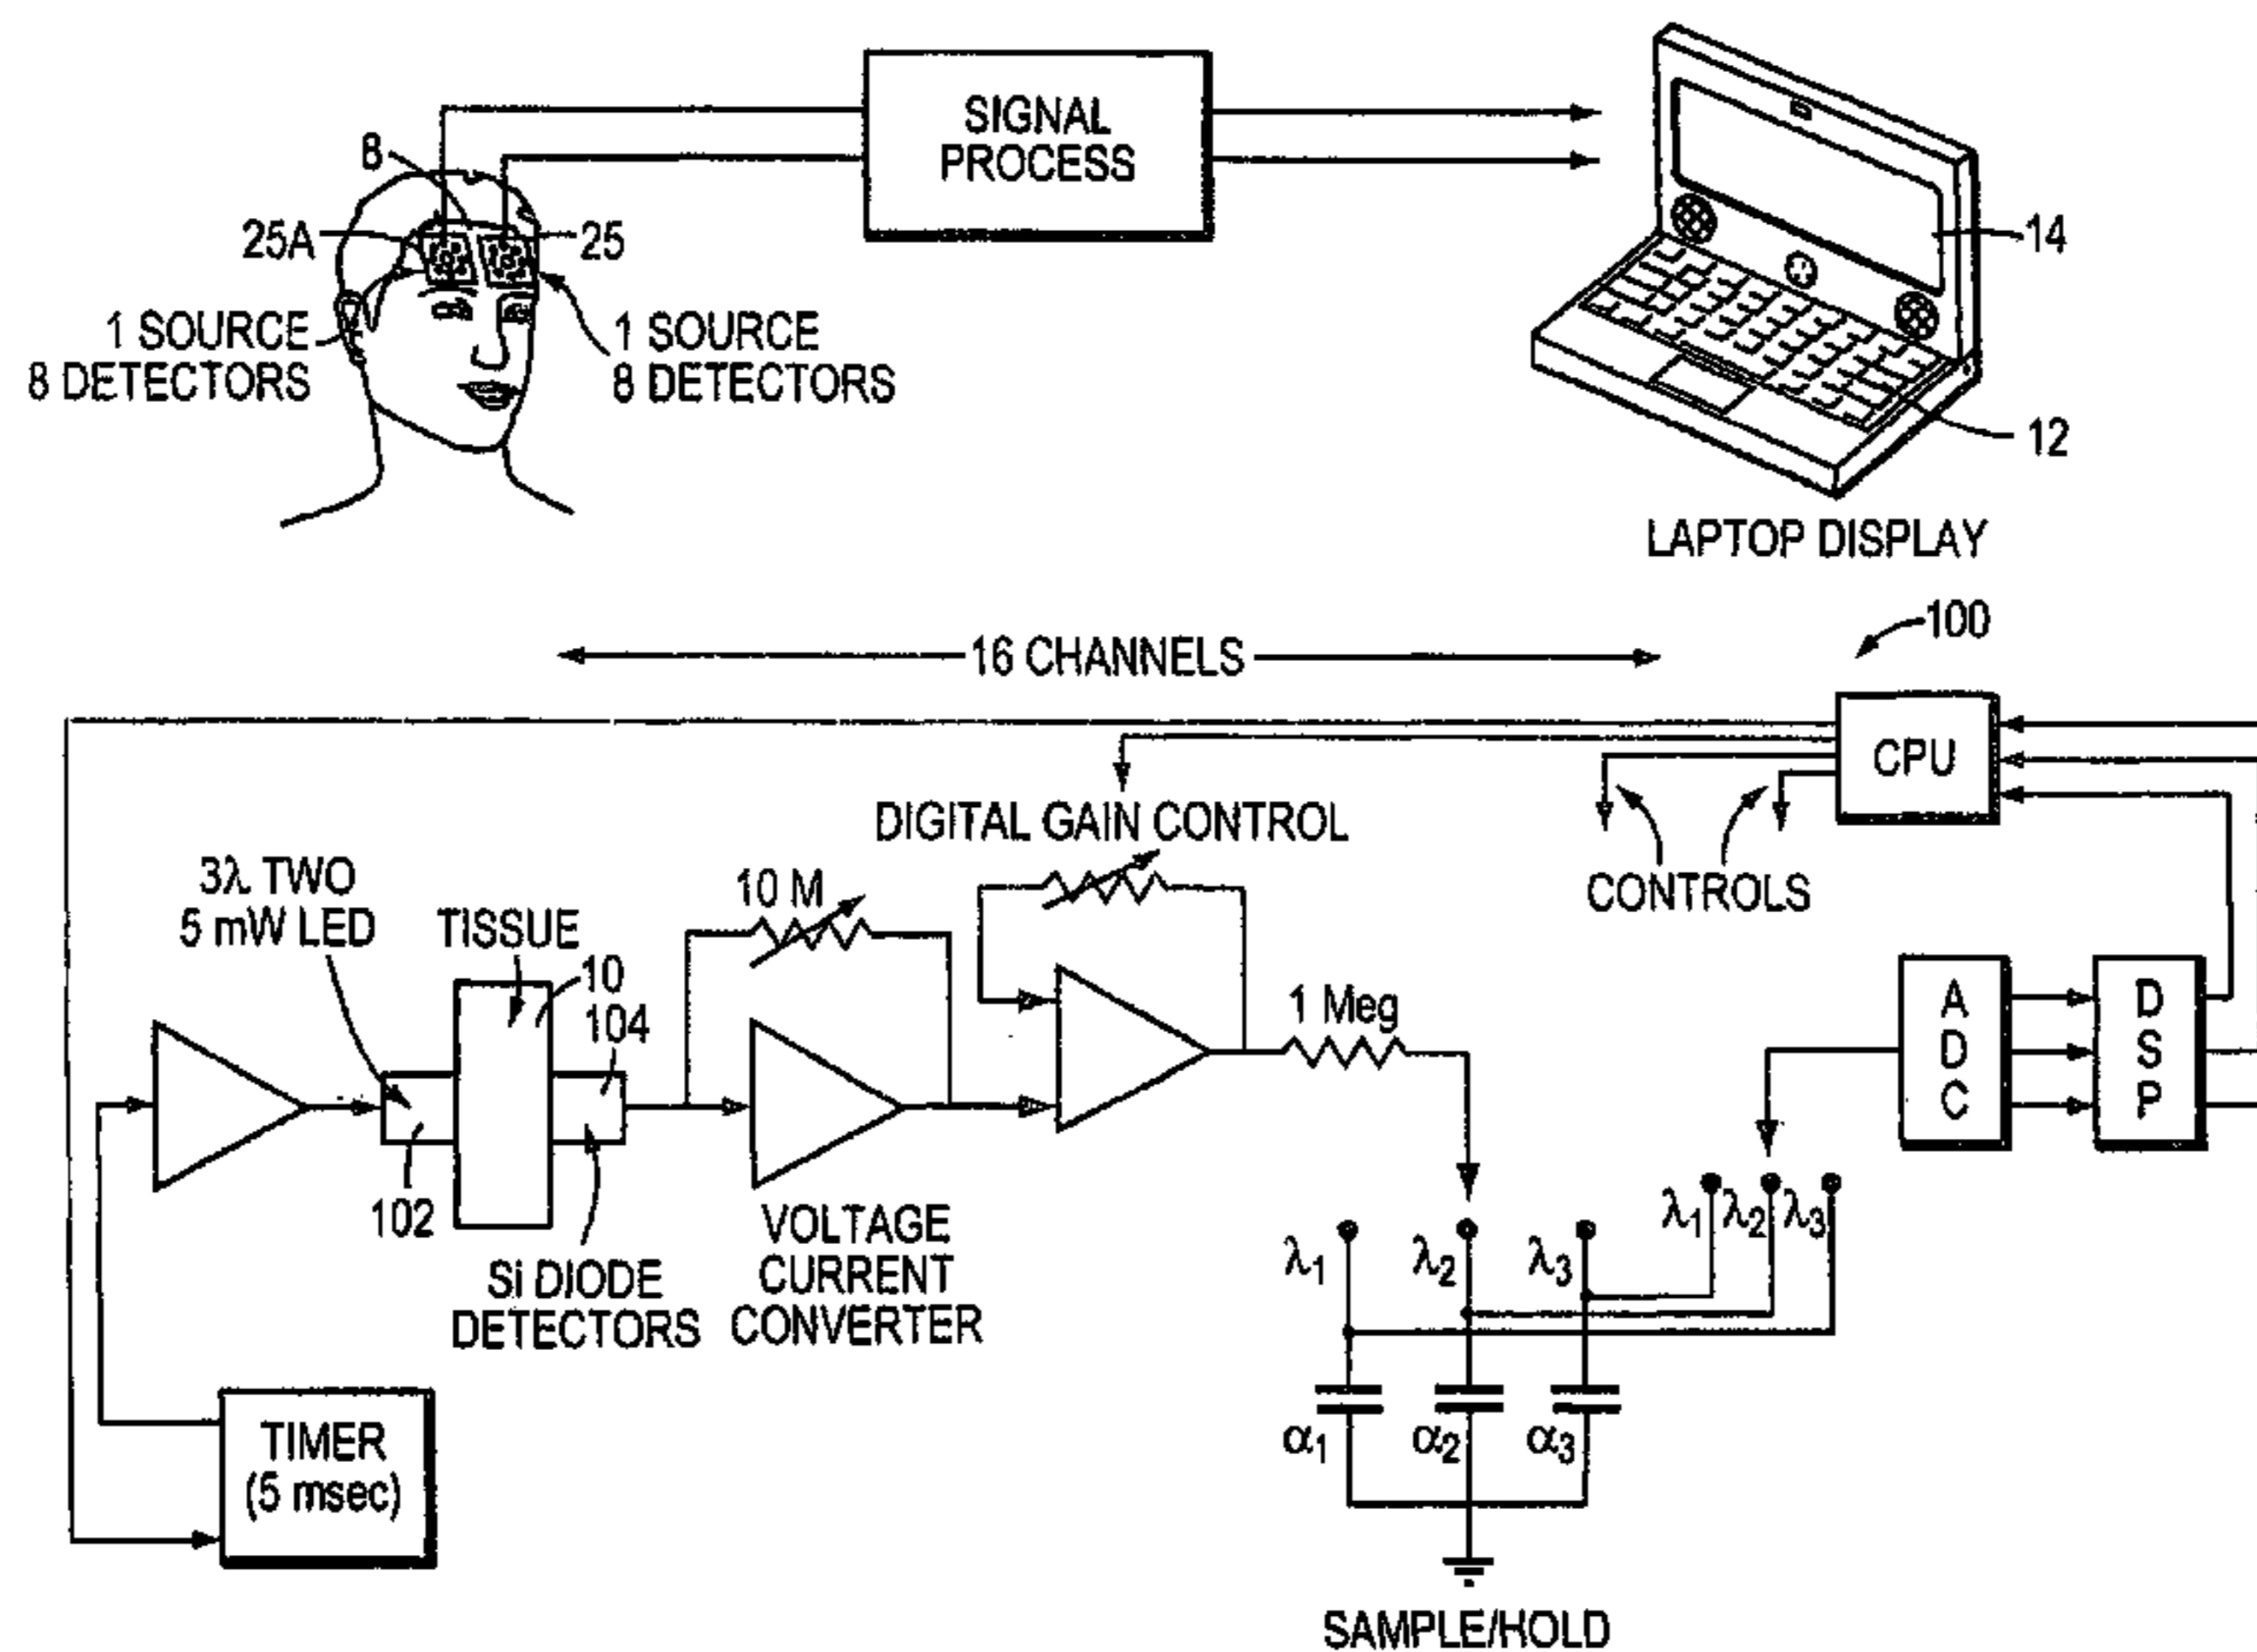 SIGNAL
PROCESS
8
25A
25
1 SOURCE
8 DETECTORS
1 SOURCE
8 DETECTORS
14
12
LAPTOP DISPLAY
16 CHANNELS
100
CPU
DIGITAL GAIN CONTROL
CONTROLS
3λ TWO
5 mW LED
TISSUE
10
104
10 M
1 Meg
A
D
C
D
S
P
102
Si DIODE
DETECTORS
VOLTAGE
CURRENT
CONVERTER
λ1
λ2
λ3
λ1
λ2
λ3
α1
α2
α3
TIMER
(5 msec)
SAMPLE/HOLD